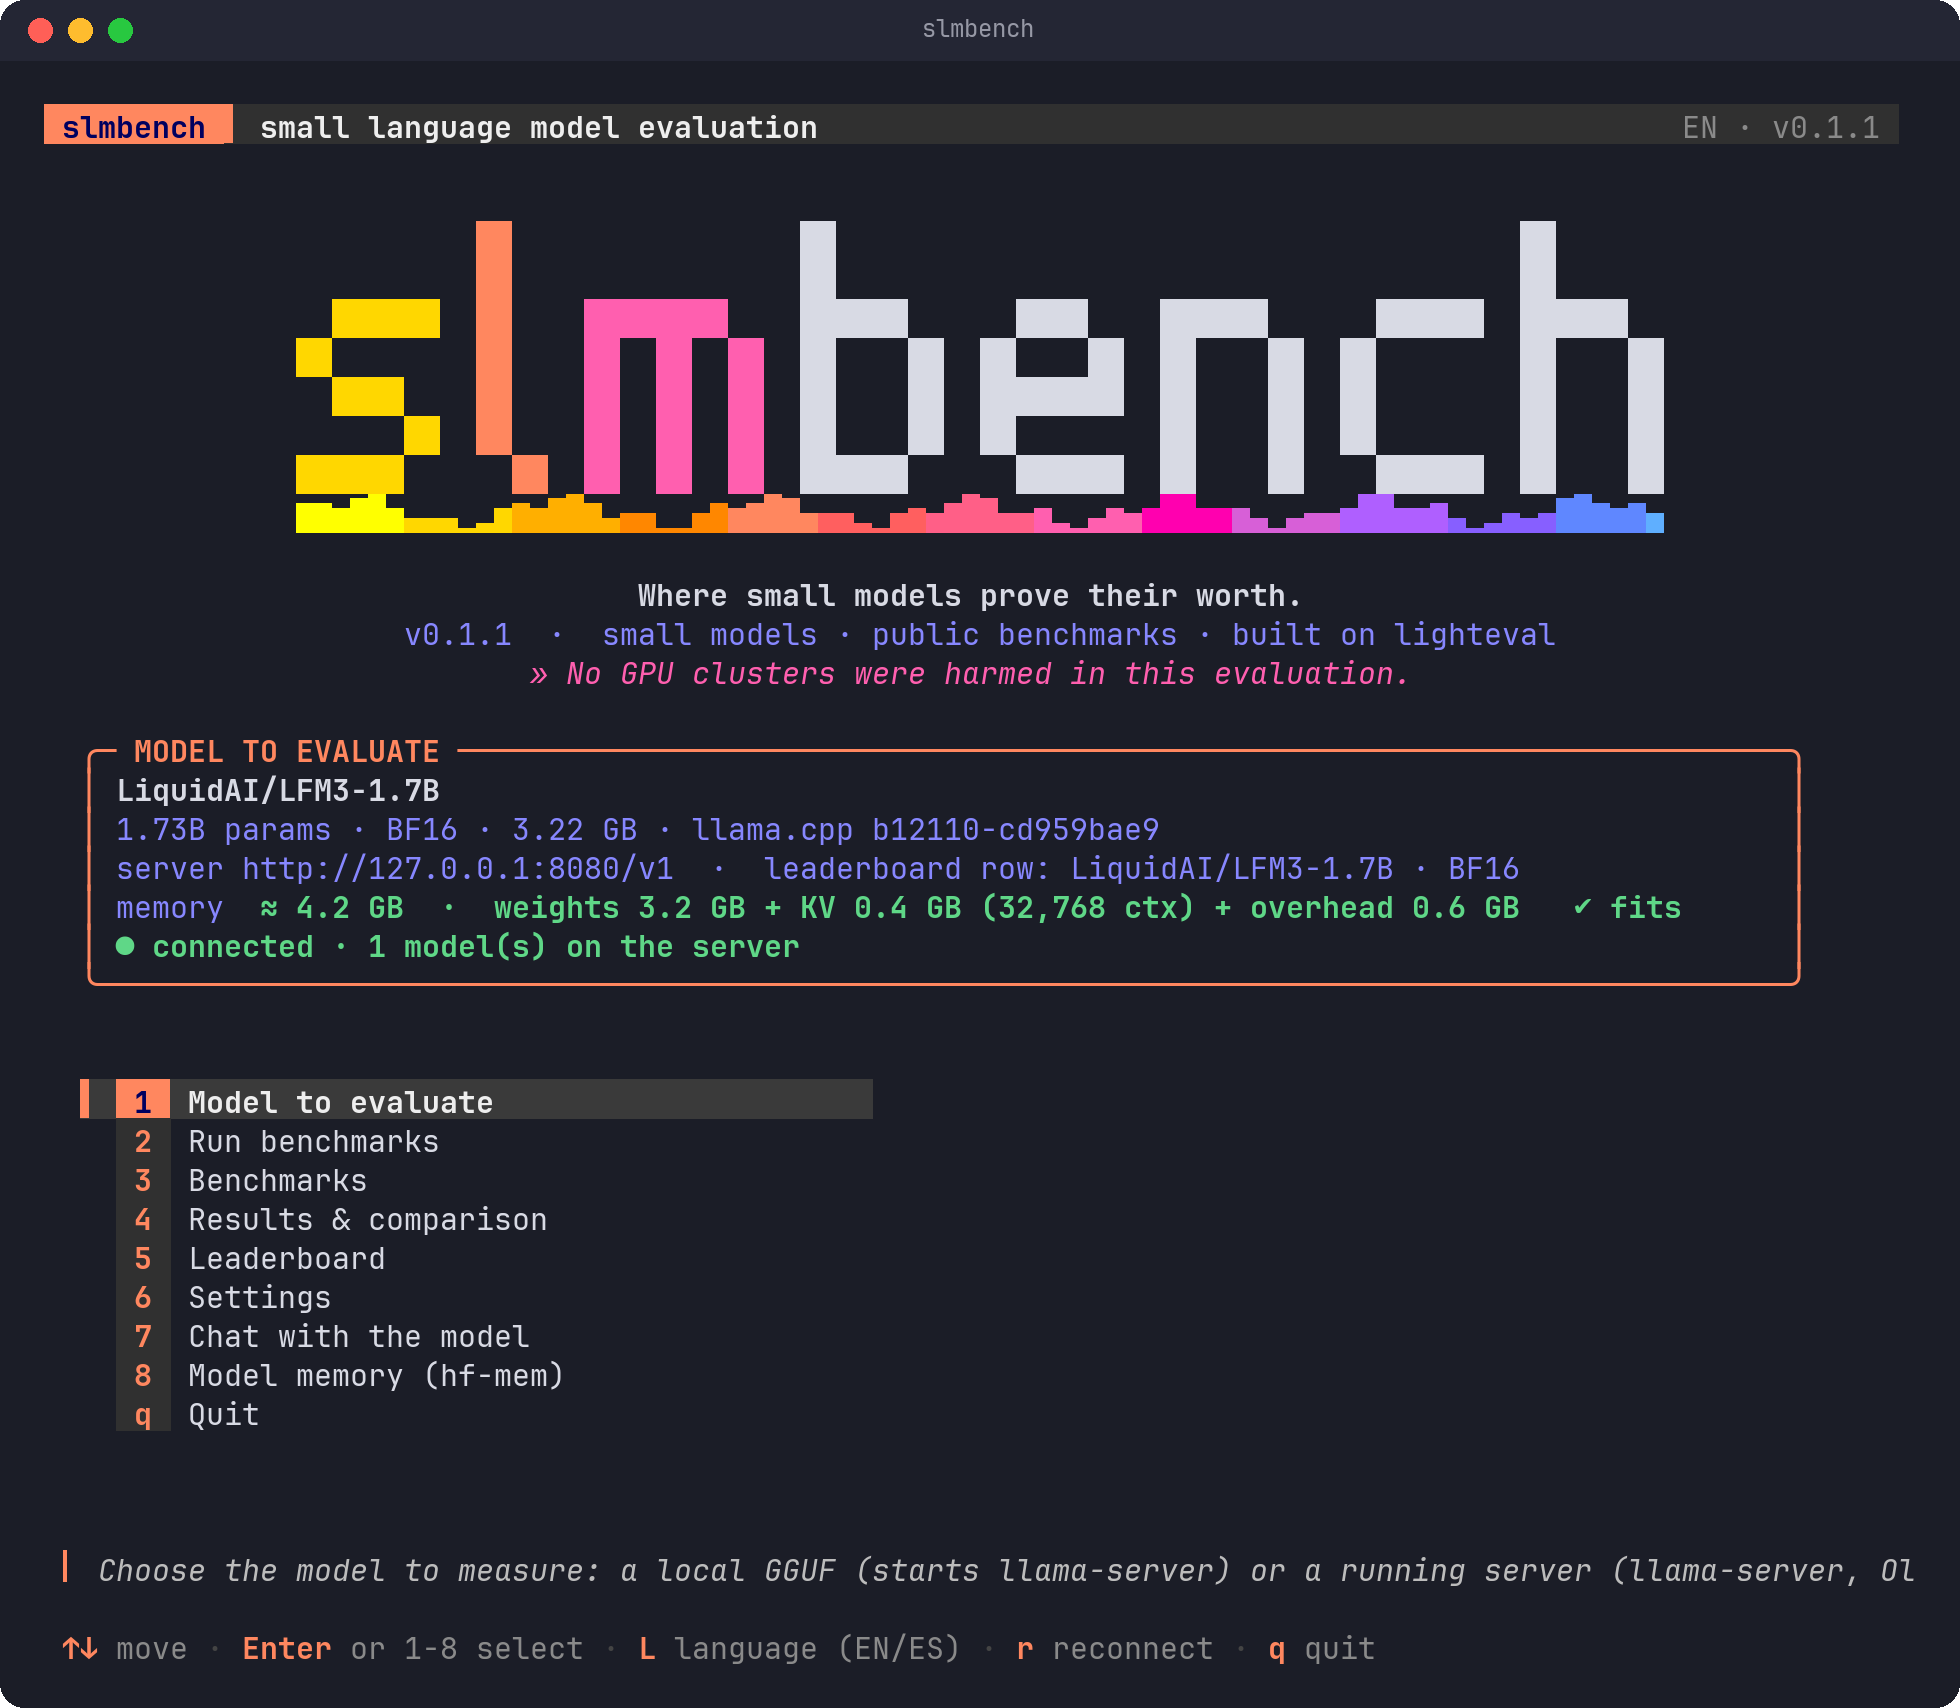 slmbench
slmbench small language model evaluation EN · v0.1.1
slmbench
Where small models prove their worth.
v0.1.1 · small models · public benchmarks · built on lighteval
» No GPU clusters were harmed in this evaluation.
MODEL TO EVALUATE
LiquidAI/LFM3-1.7B
1.73B params · BF16 · 3.22 GB · llama.cpp b12110-cd959bae9
server http://127.0.0.1:8080/v1 · leaderboard row: LiquidAI/LFM3-1.7B · BF16
memory ≈ 4.2 GB · weights 3.2 GB + KV 0.4 GB (32,768 ctx) + overhead 0.6 GB ✔ fits
● connected · 1 model(s) on the server
1 Model to evaluate
2 Run benchmarks
3 Benchmarks
4 Results & comparison
5 Leaderboard
6 Settings
7 Chat with the model
8 Model memory (hf-mem)
q Quit
Choose the model to measure: a local GGUF (starts llama-server) or a running server (llama-server, Ol
↑↓ move · Enter or 1-8 select · L language (EN/ES) · r reconnect · q quit